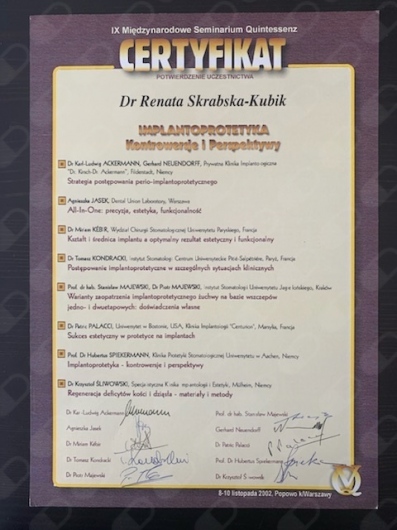 IX Międzynarodowe Seminarium Quintessenz
CERTYFIKAT
POTWIERDZENIE UCZESTNICTWA
Dr Renata Skrabska-Kubik
IMPLANTOPROTETYKA
Kontrowersje i Perspektywy
Dr Karl-Ludwig ACKERMANN, Gerhard NEUENDORFF, Prywatna Klinika Implantologiczna
"Dr. Kirsch-Dr. Ackermann", Filderstadt, Niemcy
Strategia postępowania perio-implantoprotetycznego
Agnieszka JASEK, Dental Union Laboratory, Warszawa
All-In-One: precyzja, estetyka, funkcjonalność
Dr Miriam KÉBIR, Wydział Chirurgii Stomatologicznej Uniwersytetu Paryskiego, Francja
Kształt i średnica implantu a optymalny rezultat estetyczny i funkcjonalny
Dr Tomasz KONDRACKI, Instytut Stomatologii Centrum Uniwersyteckie Pitié-Salpêtrière, Paryż, Francja
Postępowanie implantoprotetyczne w szczególnych sytuacjach klinicznych
Prof. dr hab. Stanisław MAJEWSKI, Dr Piotr MAJEWSKI, Instytut Stomatologii Uniwersytetu Jagiellońskiego, Kraków
Warianty zaopatrzenia implantoprotetycznego żuchwy na bazie wszczepów
jedno- i dwuetapowych: doświadczenia własne
Dr Patric PALACCI, Uniwersytet w Bostonie, USA, Klinika Implantologii, Marsylia, Francja
Sukces estetyczny w protetyce na implantach
Prof. Dr Hubertus SPIEKERMANN, Klinika Protetyki Stomatologicznej Uniwersytetu w Aachen, Niemcy
Implantoprotetyka - kontrowersje i perspektywy
Dr Krzysztof ŚLIWOWSKI, Specjalistyczna Klinika Implantologii i Estetyki, Mülheim, Niemcy
Regeneracja deficytów kości i dziąsła - materiały i metody
Dr Karl-Ludwig Ackermann
Prof. dr hab. Stanisław Majewski
Agnieszka Jasek
Gerhard Neuendorff
Dr Miriam Kébir
Dr Patric Palacci
Dr Tomasz Kondracki
Prof. Dr Hubertus Spiekermann
Dr Piotr Majewski
Dr Krzysztof Śliwowski
8-10 listopada 2002, Popowo k/Warszawy